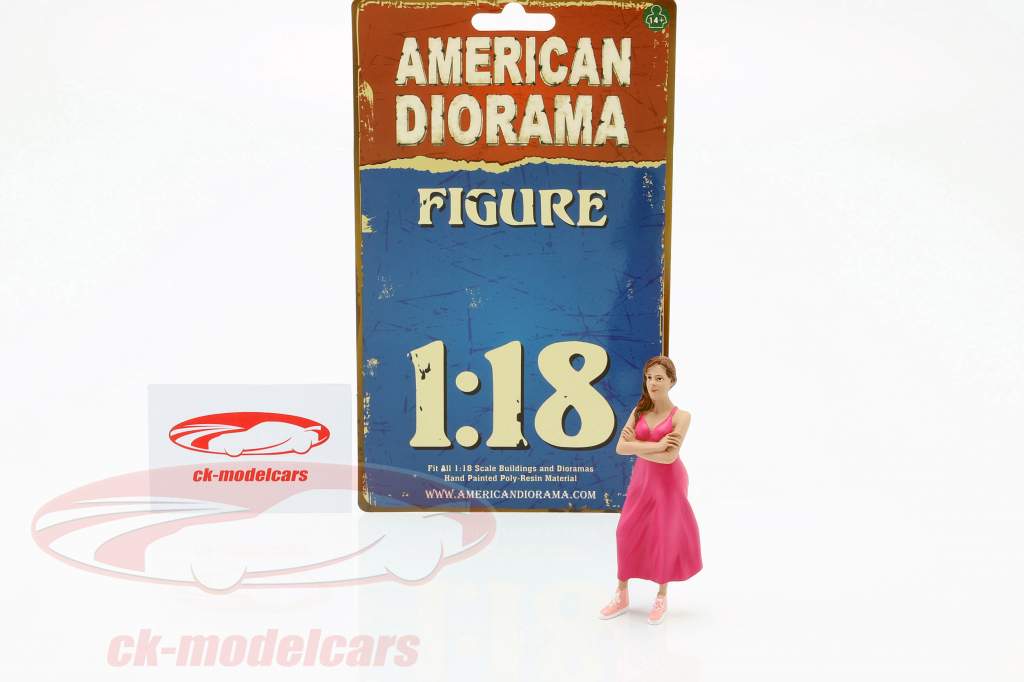 14+
AMERICAN
DIORAMA
FIGURE
1:18
Fit All 1:18 Scale Buildings and Dioramas
Hand Painted Poly-Resin Material
WWW.AMERICANDIORAMA.COM
ck-modelcars
ck-modelcars